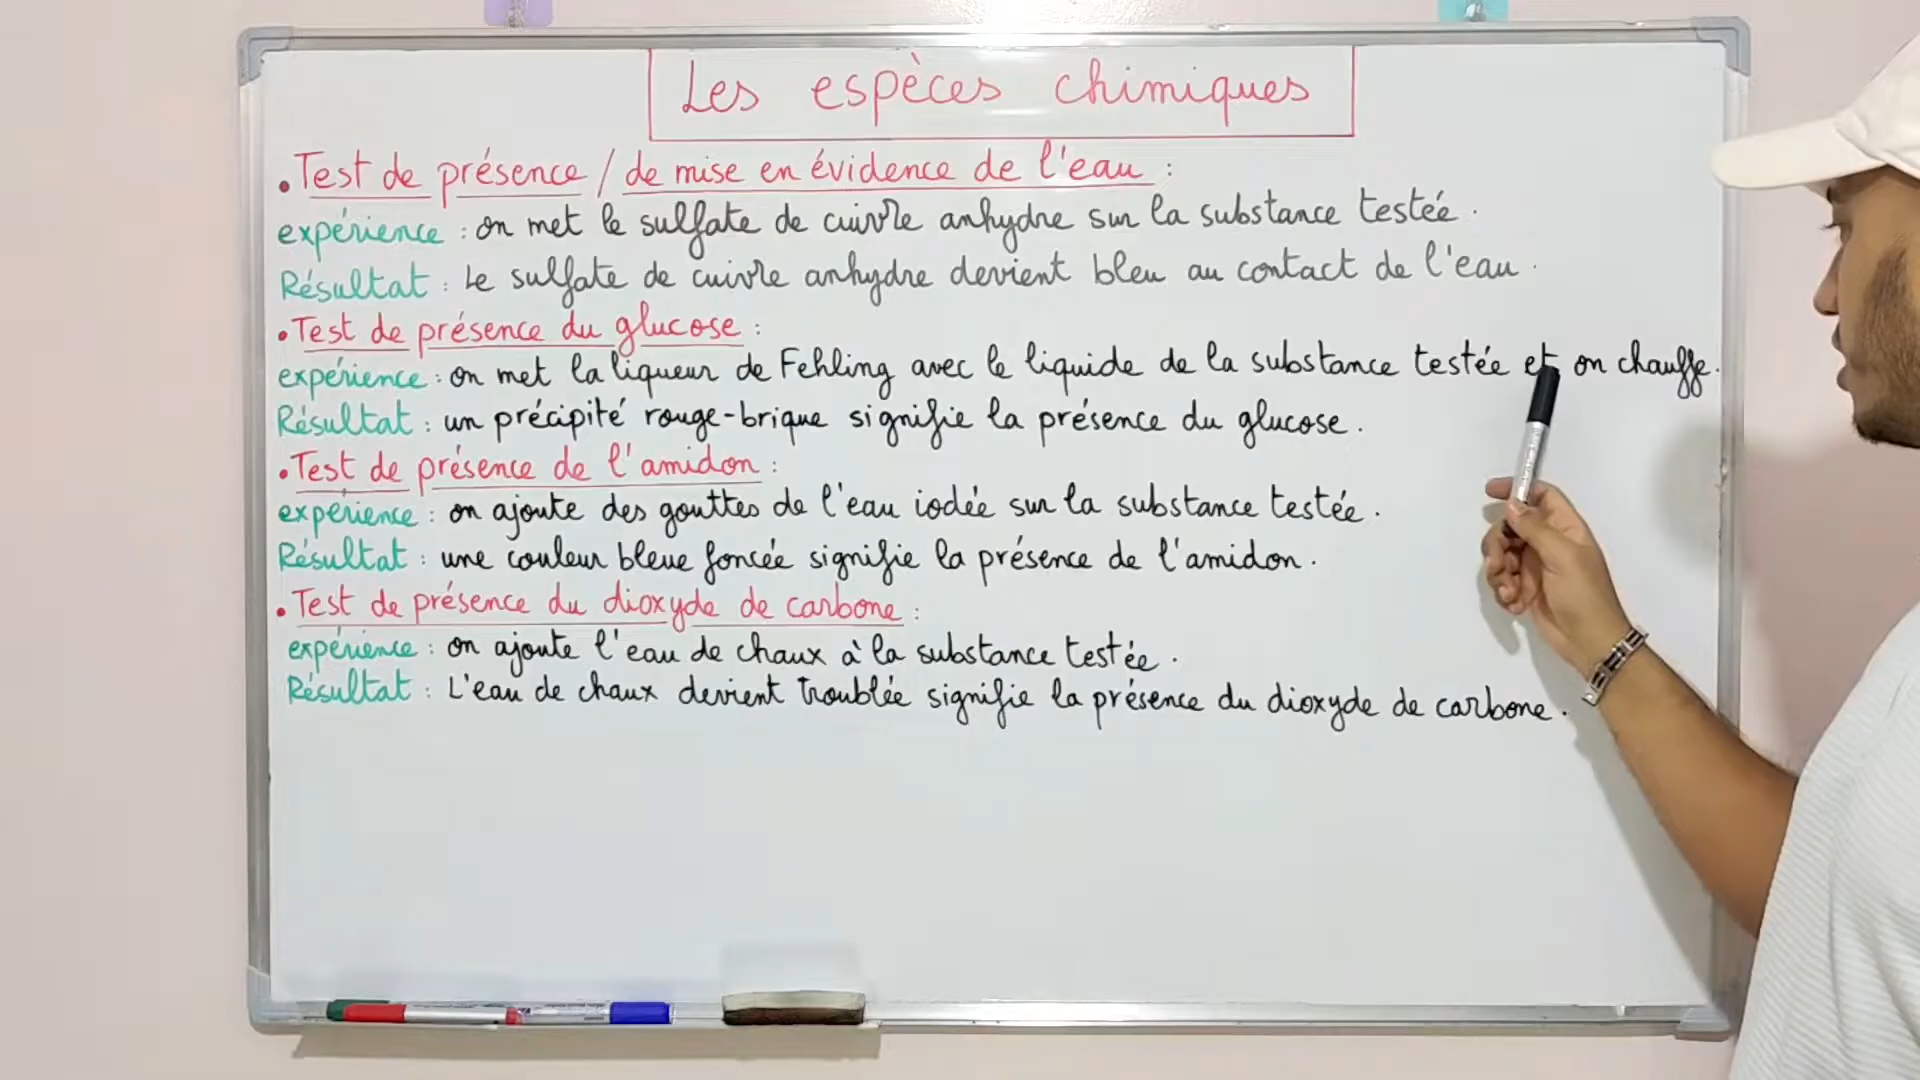 Les espèces chimiques
• Test de présence / de mise en évidence de l'eau :
expérience : on met le sulfate de cuivre anhydre sur la substance testée.
Résultat : Le sulfate de cuivre anhydre devient bleu au contact de l'eau.
• Test de présence du glucose :
expérience : on met la liqueur de Fehling avec le liquide de la substance testée et on chauffe.
Résultat : un précipité rouge-brique signifie la présence du glucose.
• Test de présence de l'amidon :
expérience : on ajoute des gouttes de l'eau iodée sur la substance testée.
Résultat : une couleur bleue foncée signifie la présence de l'amidon.
• Test de présence du dioxyde de carbone :
expérience : on ajoute l'eau de chaux à la substance testée.
Résultat : L'eau de chaux devient troublée signifie la présence du dioxyde de carbone.